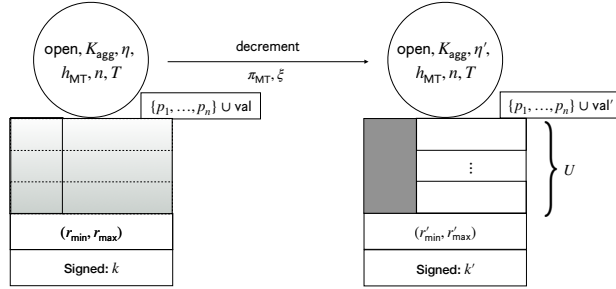 open, K_agg, η,
h_MT, n, T
decrement
π_MT, ξ
open, K_agg, η′,
h_MT, n, T
{p_1, …, p_n} ∪ val
{p_1, …, p_n} ∪ val′
⋮
U
(r_min, r_max)
(r′_min, r′_max)
Signed: k
Signed: k′